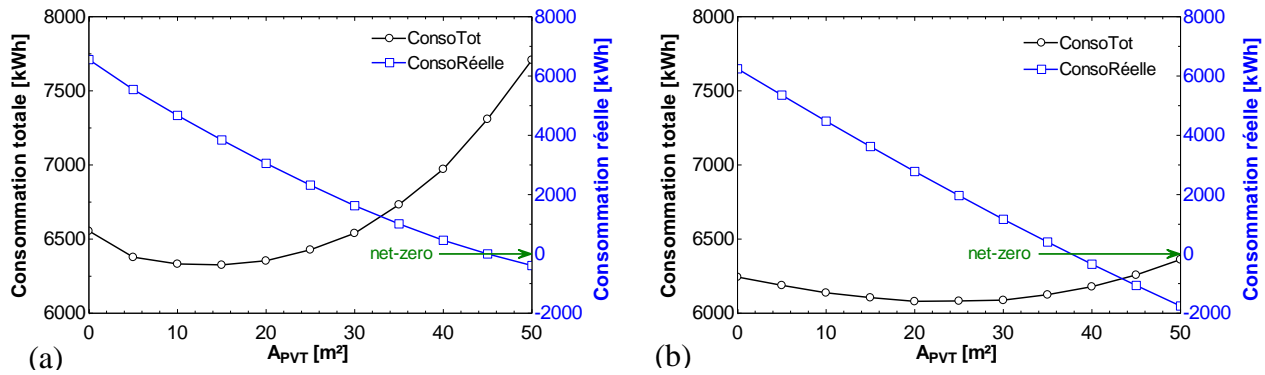 8000
7500
7000
6500
6000
Consommation totale [kWh]
ConsoTot
ConsoRéelle
net-zero
8000
6000
4000
2000
0
-2000
Consommation réelle [kWh]
0 10 20 30 40 50
A_PVT [m²]
(a)
8000
7500
7000
6500
6000
Consommation totale [kWh]
ConsoTot
ConsoRéelle
net-zero
8000
6000
4000
2000
0
-2000
Consommation réelle [kWh]
0 10 20 30 40 50
A_PVT [m²]
(b)